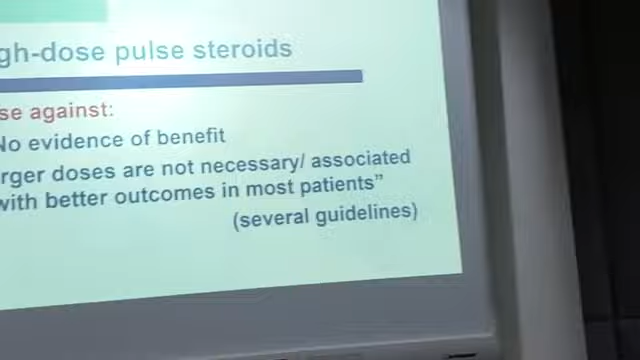 gh-dose pulse steroids
se against:
No evidence of benefit
rger doses are not necessary/ associated
with better outcomes in most patients”
(several guidelines)